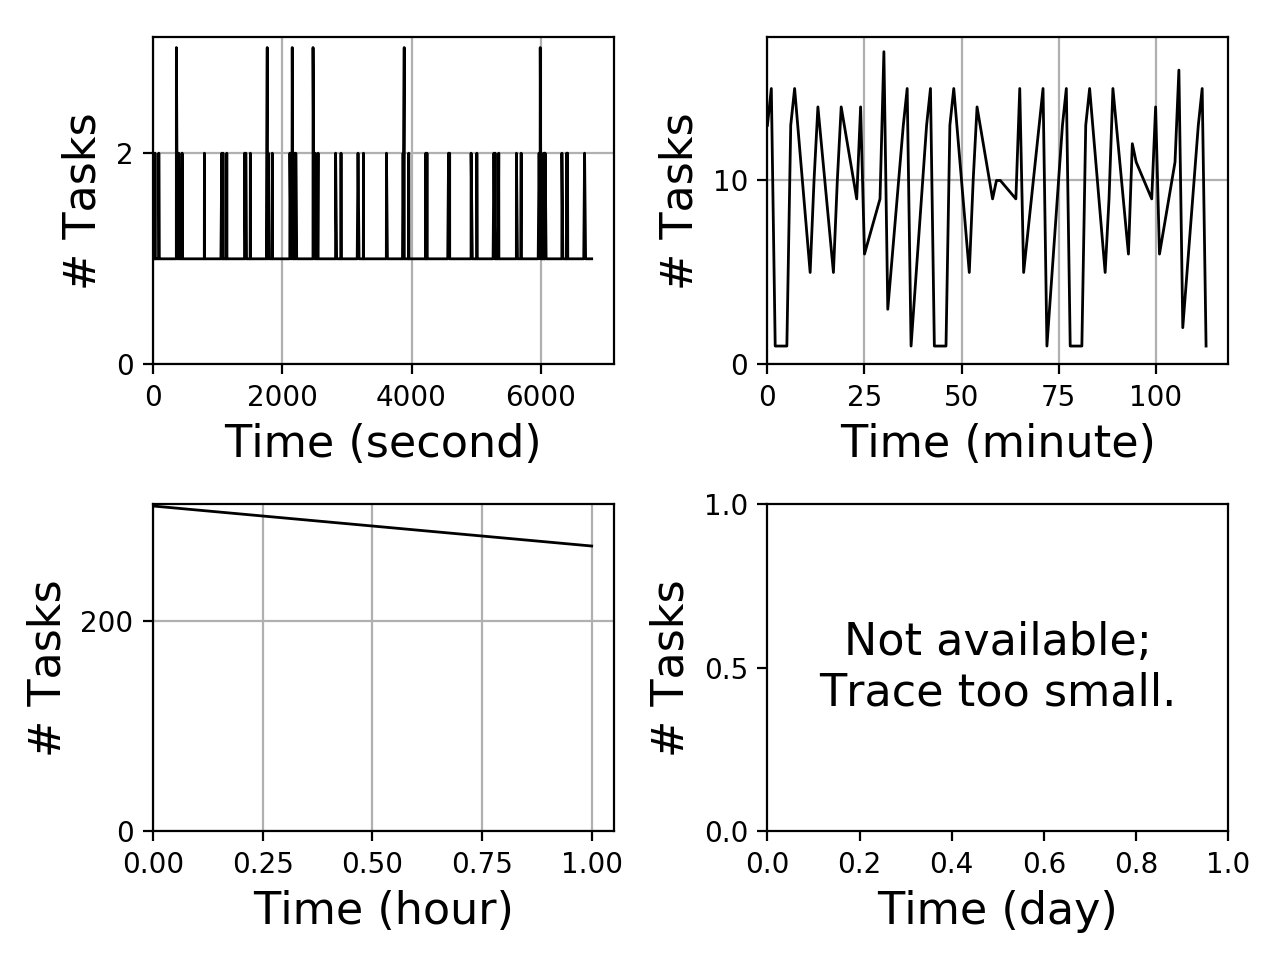 # Tasks
2
0
0 2000 4000 6000
Time (second)
# Tasks
10
0
0 25 50 75 100
Time (minute)
# Tasks
200
0
0.00 0.25 0.50 0.75 1.00
Time (hour)
# Tasks
1.0
0.5
0.0
Not available;
Trace too small.
0.0 0.2 0.4 0.6 0.8 1.0
Time (day)